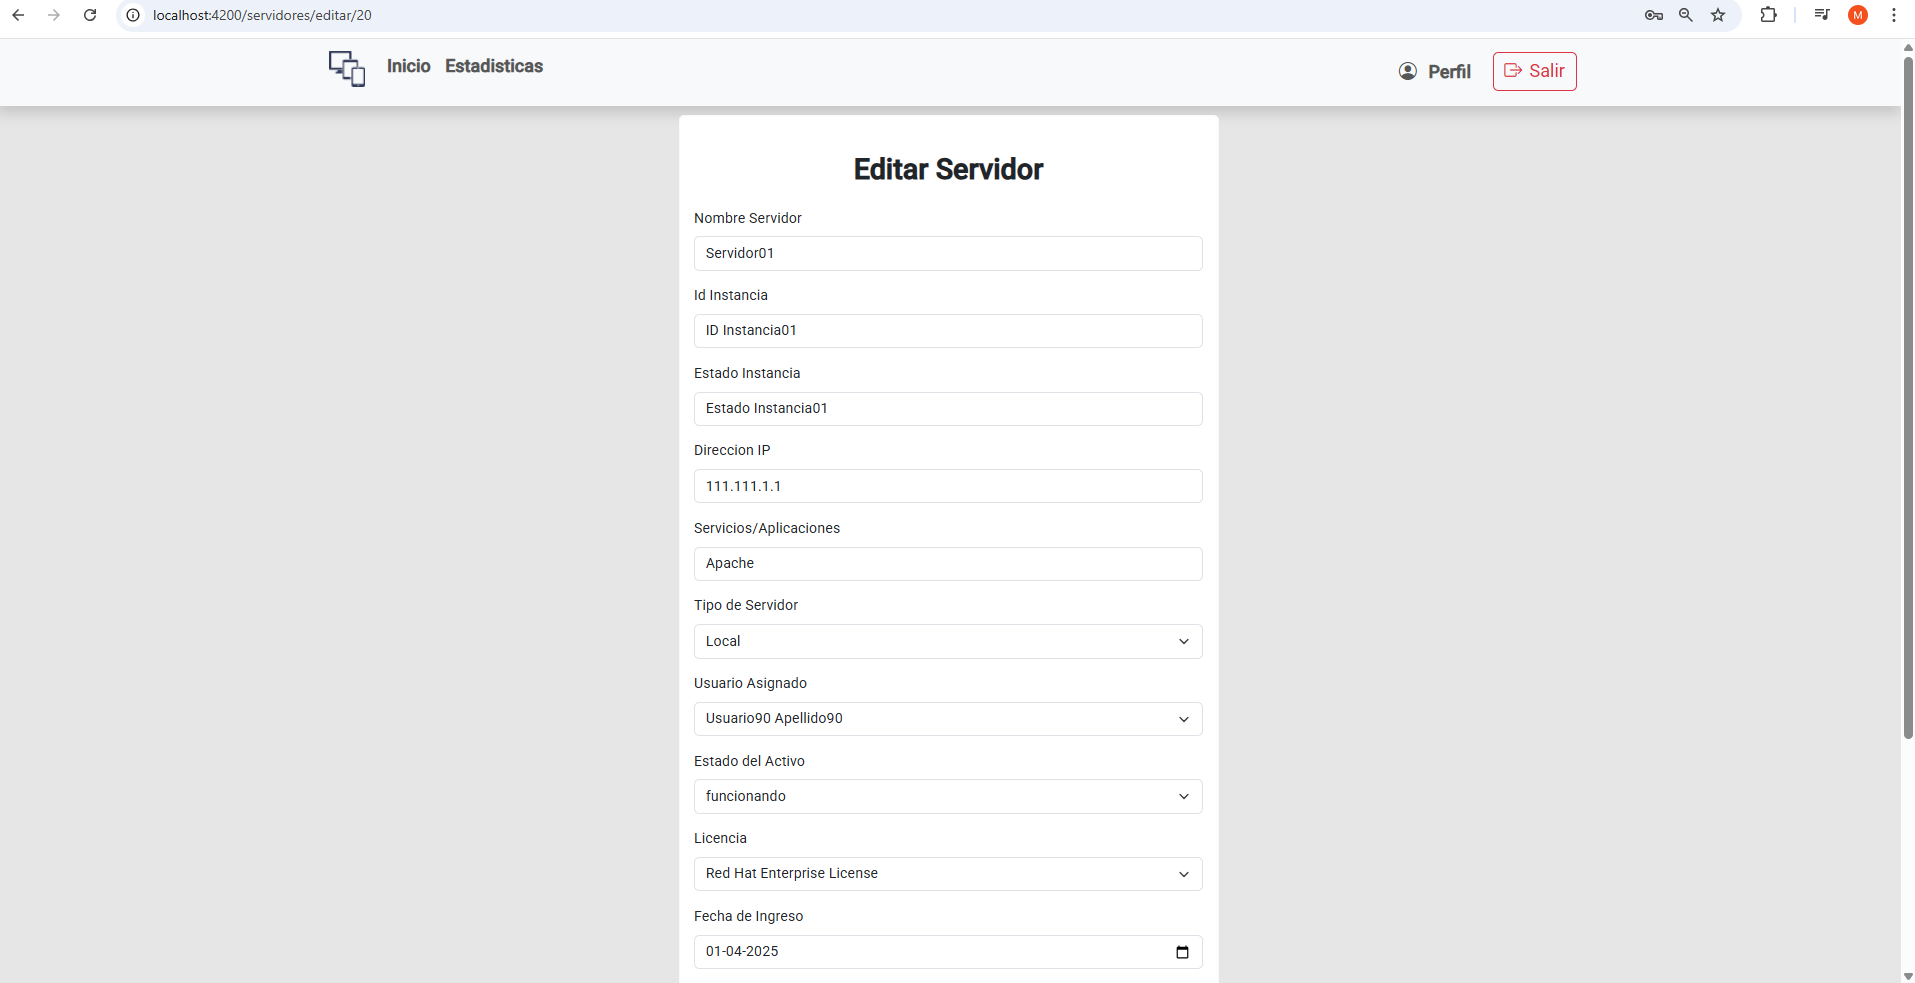 localhost:4200/servidores/editar/20
M
Inicio Estadisticas
Perfil
Salir
Editar Servidor
Nombre Servidor
Servidor01
Id Instancia
ID Instancia01
Estado Instancia
Estado Instancia01
Direccion IP
111.111.1.1
Servicios/Aplicaciones
Apache
Tipo de Servidor
Local
Usuario Asignado
Usuario90 Apellido90
Estado del Activo
funcionando
Licencia
Red Hat Enterprise License
Fecha de Ingreso
01-04-2025